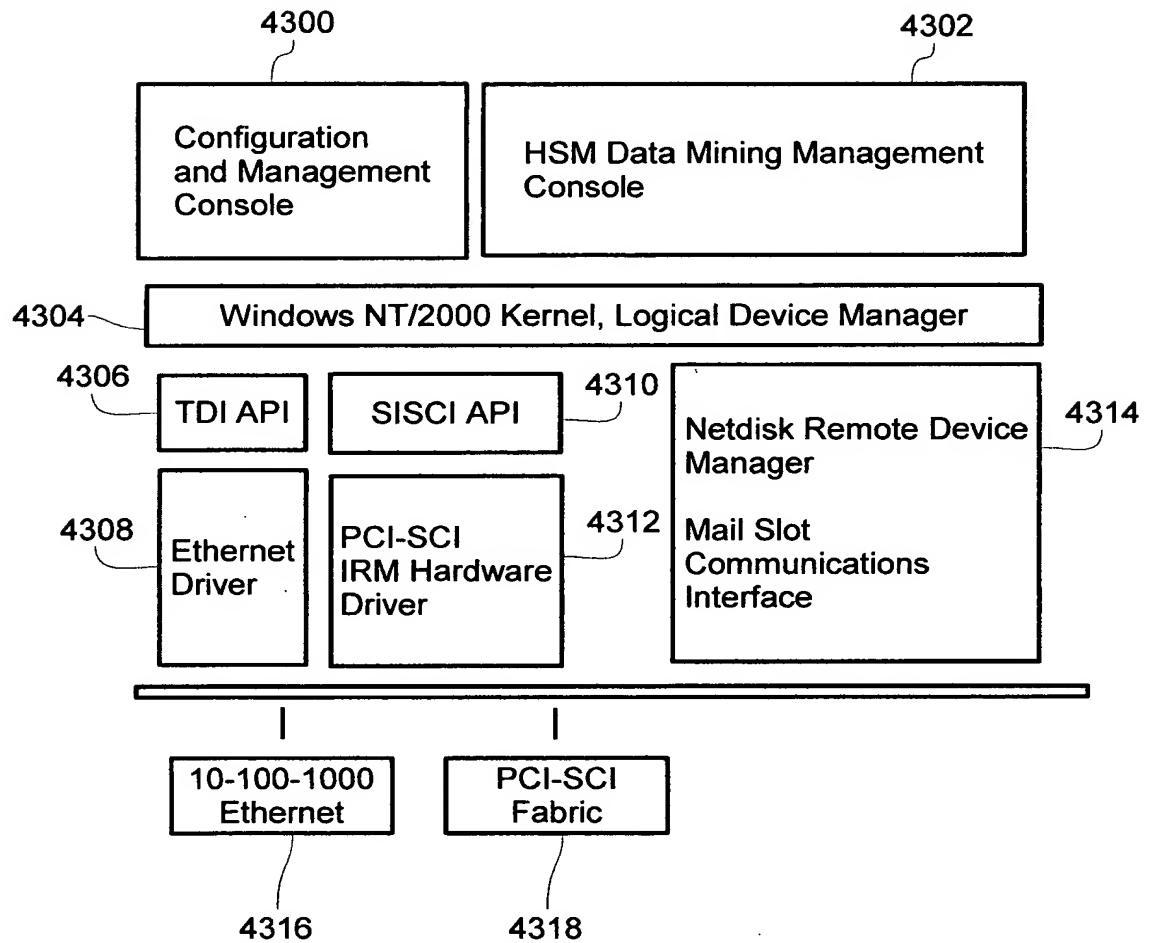 4300
4302
Configuration
and Management
Console
HSM Data Mining Management
Console
4304
Windows NT/2000 Kernel, Logical Device Manager
4306
TDI API
SISCI API
4310
4308
Ethernet
Driver
PCI-SCI
IRM Hardware
Driver
4312
Netdisk Remote Device
Manager
Mail Slot
Communications
Interface
4314
10-100-1000
Ethernet
PCI-SCI
Fabric
4316
4318